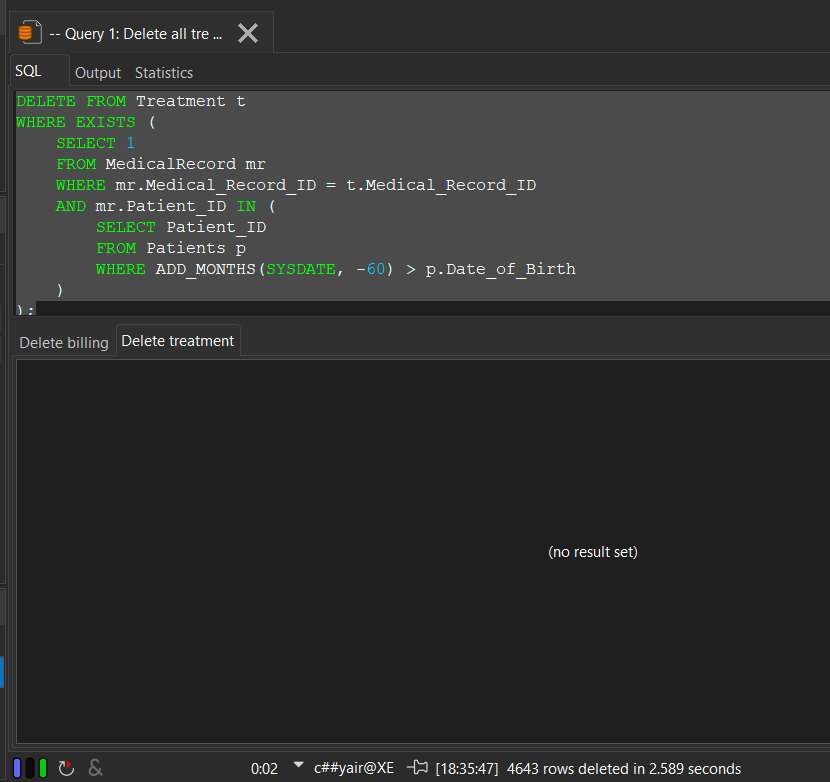 -- Query 1: Delete all tre ...
SQL Output Statistics
DELETE FROM Treatment t
WHERE EXISTS (
    SELECT 1
    FROM MedicalRecord mr
    WHERE mr.Medical_Record_ID = t.Medical_Record_ID
    AND mr.Patient_ID IN (
        SELECT Patient_ID
        FROM Patients p
        WHERE ADD_MONTHS(SYSDATE, -60) > p.Date_of_Birth
    )
);
Delete billing Delete treatment
(no result set)
& 0:02 c##yair@XE [18:35:47] 4643 rows deleted in 2.589 seconds